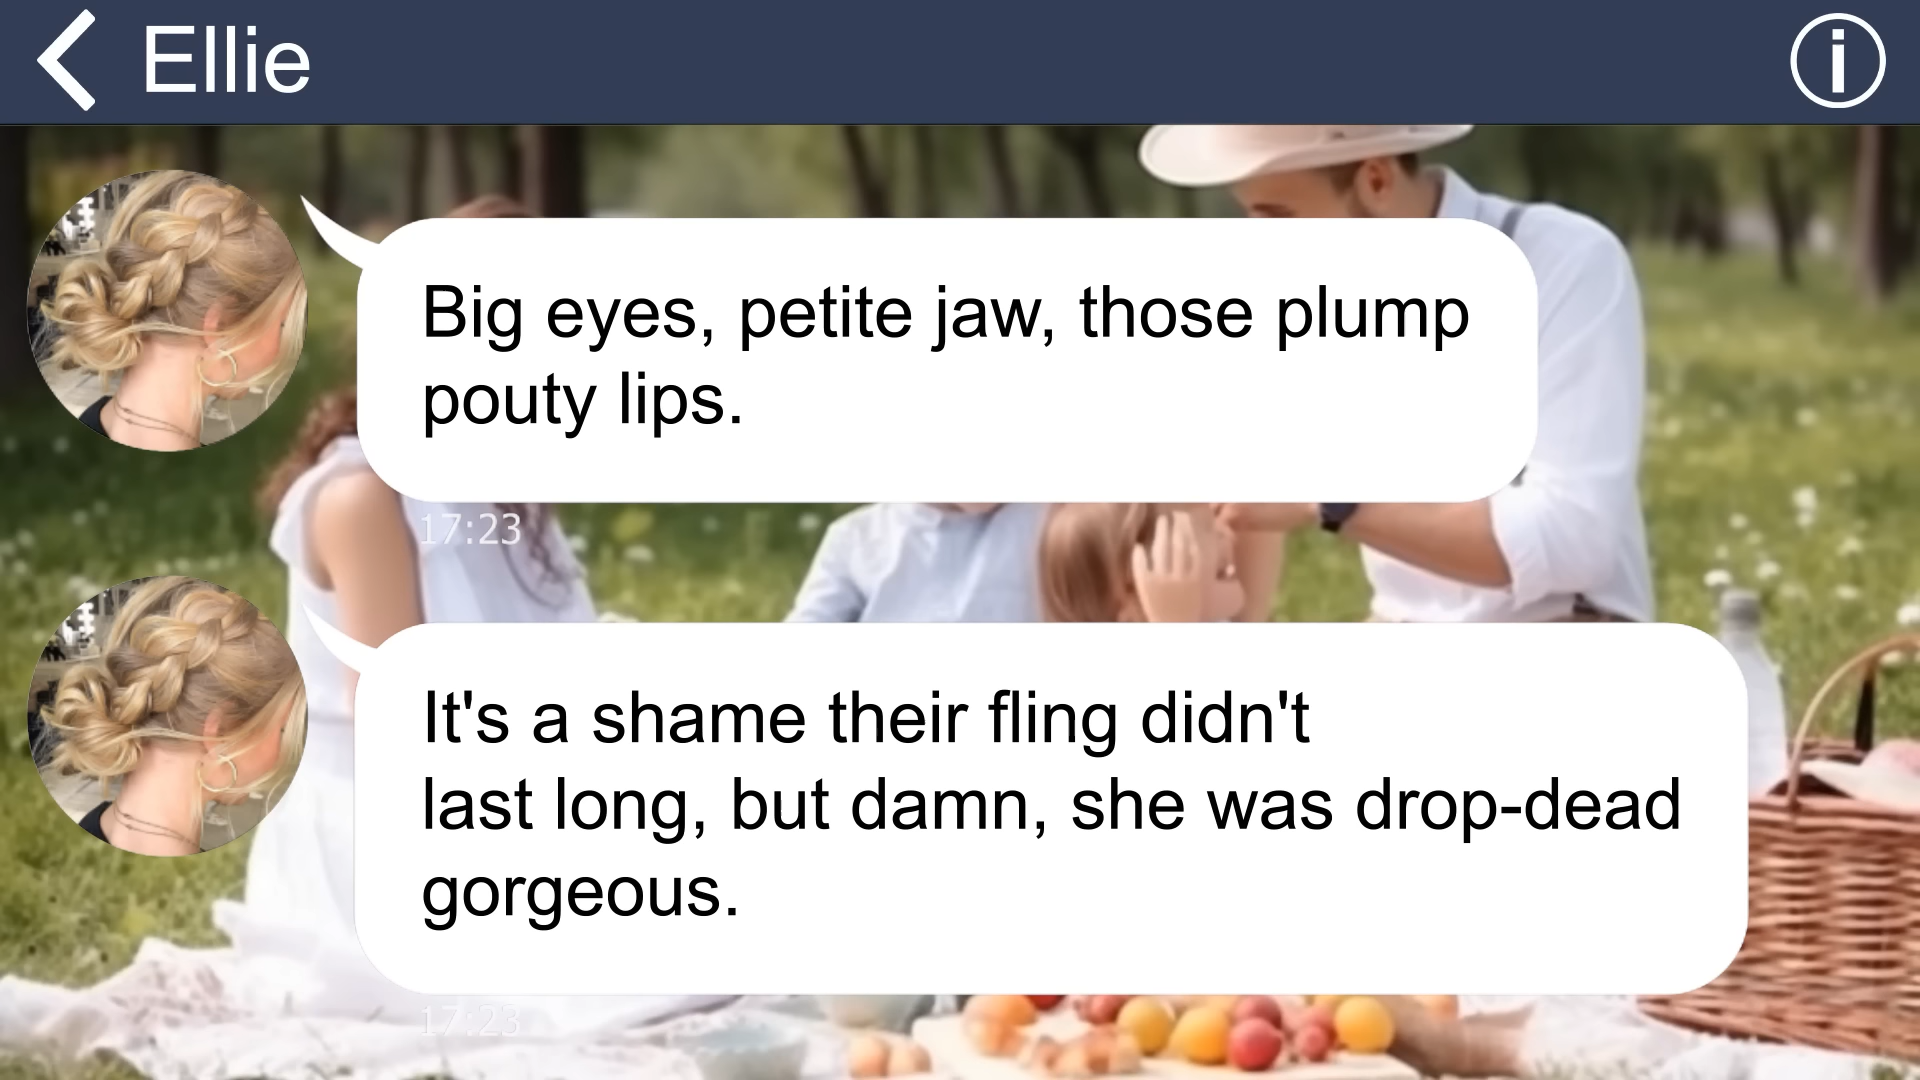 Ellie
Big eyes, petite jaw, those plump
pouty lips.
17:23
It's a shame their fling didn't
last long, but damn, she was drop-dead
gorgeous.
17:23